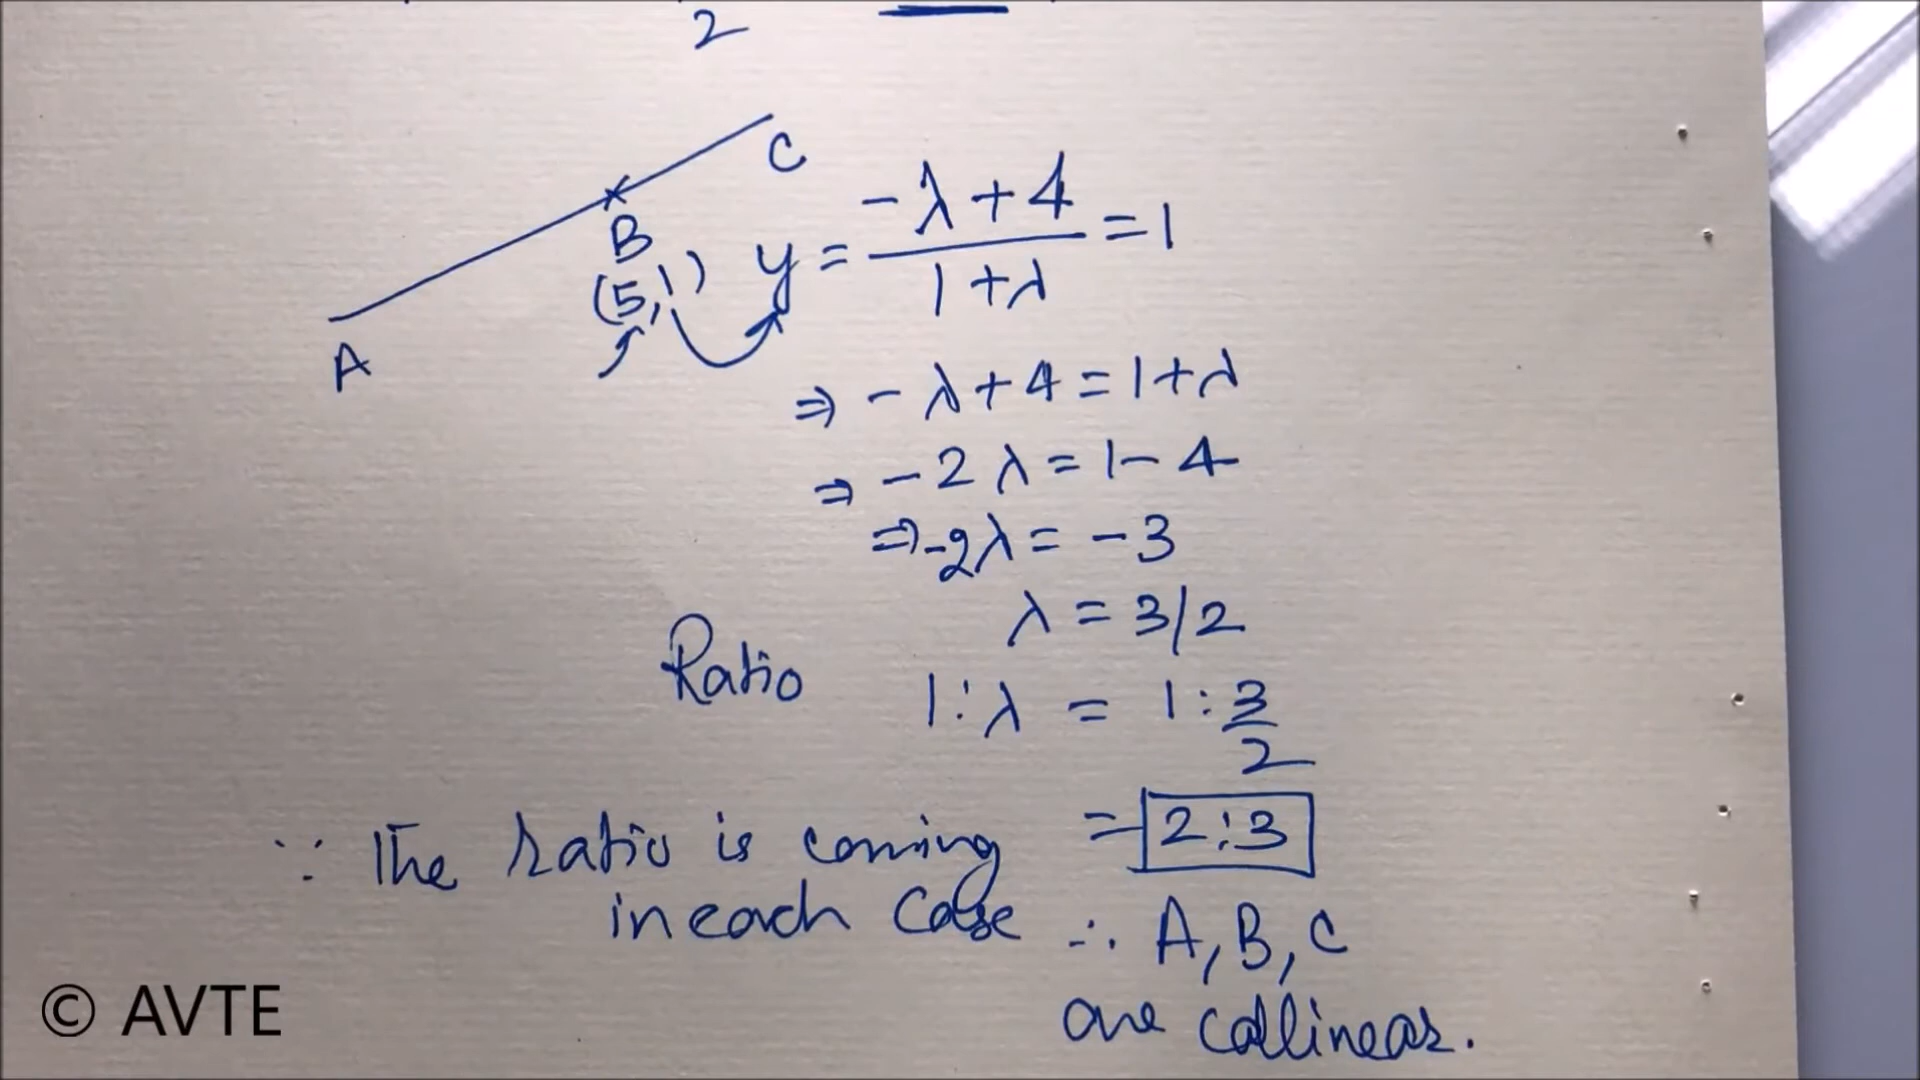 2
C
B
(5,1)
A
y = -λ+4 / 1+λ = 1
⇒ -λ+4 = 1+λ
⇒ -2λ = 1-4
⇒ -2λ = -3
λ = 3/2
Ratio 1:λ = 1:3/2
= 2:3
∵ The ratio is coming
in each case ∴ A, B, C
are collinear.
© AVTE